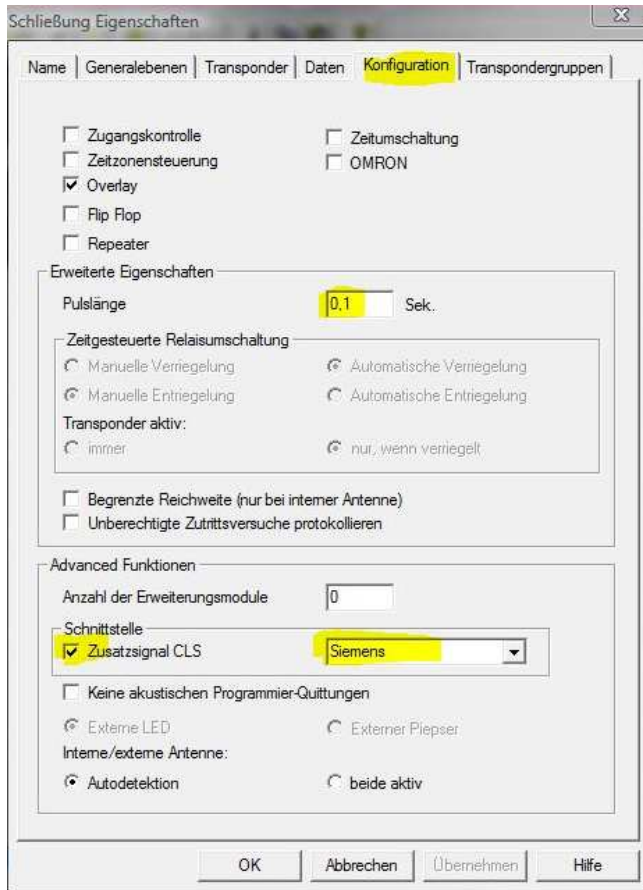 Schließung Eigenschaften
Name Generalebenen Transponder Daten Konfiguration Transpondergruppen
Zugangskontrolle Zeitumschaltung
Zeitzonensteuerung OMRON
Overlay
Flip Flop
Repeater
Erweiterte Eigenschaften
Pulslänge 0,1 Sek.
Zeitgesteuerte Relaisumschaltung
Manuelle Verriegelung Automatische Verriegelung
Manuelle Entriegelung Automatische Entriegelung
Transponder aktiv:
immer nur, wenn verriegelt
Begrenzte Reichweite (nur bei interner Antenne)
Unberechtigte Zutrittsversuche protokollieren
Advanced Funktionen
Anzahl der Erweiterungsmodule 0
Schnittstelle
Zusatzsignal CLS Siemens
Keine akustischen Programmier-Quittungen
Externe LED Externer Piepser
Interne/externe Antenne:
Autodetektion beide aktiv
OK Abbrechen Übernehmen Hilfe